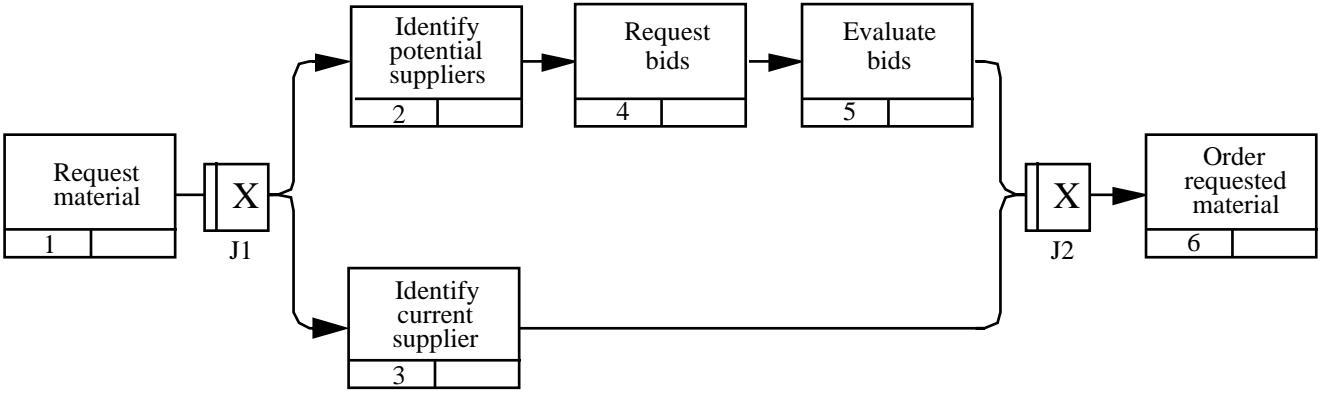 Request
material
1
X
J1
Identify
potential
suppliers
2
Request
bids
4
Evaluate
bids
5
Identify
current
supplier
3
X
J2
Order
requested
material
6